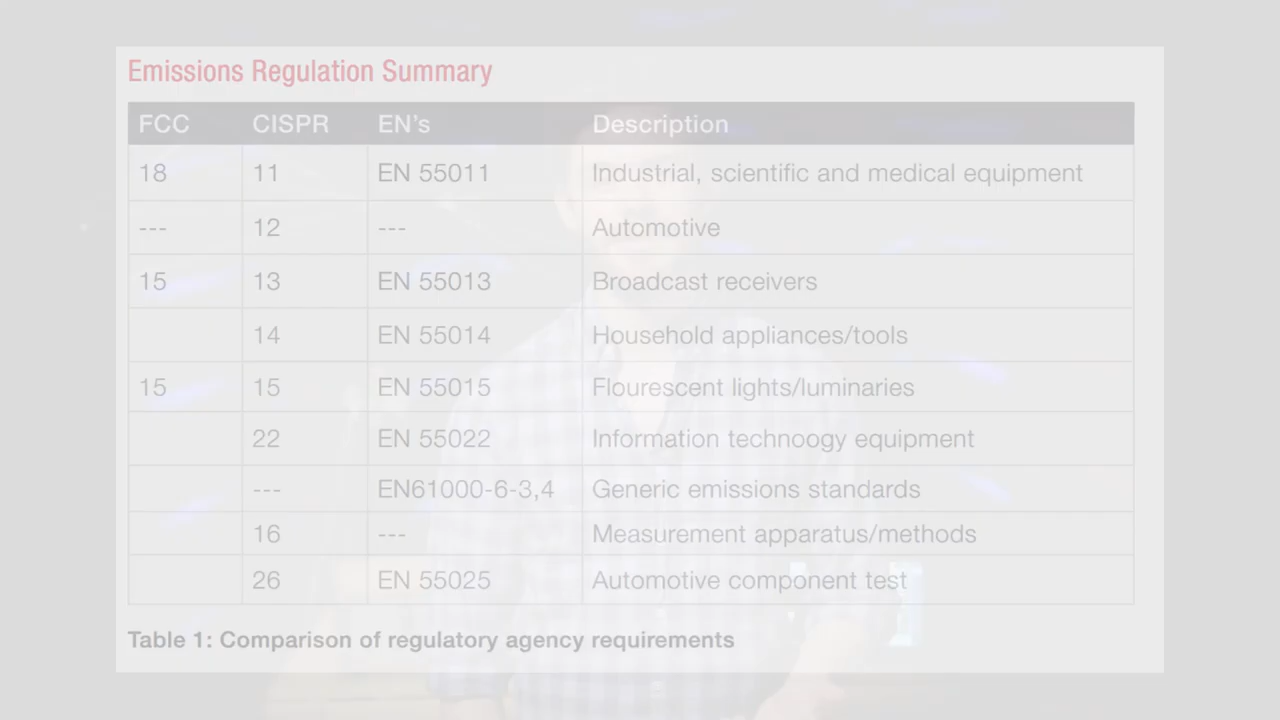 Emissions Regulation Summary
FCC CISPR EN's Description
18 11 EN 55011 Industrial, scientific and medical equipment
--- 12 --- Automotive
15 13 EN 55013 Broadcast receivers
14 EN 55014 Household appliances/tools
15 15 EN 55015 Flourescent lights/luminaries
22 EN 55022 Information technoogy equipment
--- EN61000-6-3,4 Generic emissions standards
16 --- Measurement apparatus/methods
26 EN 55025 Automotive component test
Table 1: Comparison of regulatory agency requirements